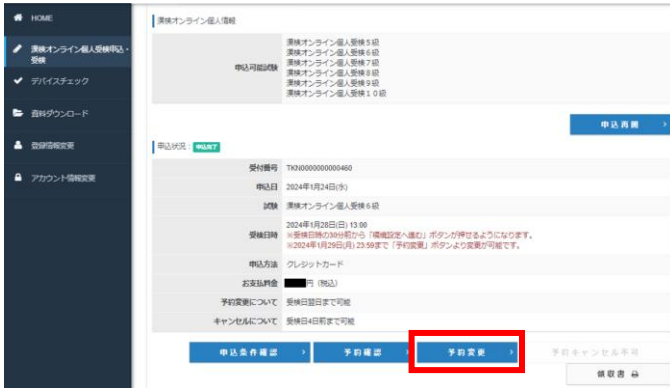 HOME
漢検オンライン個人受検申込・
受検
デバイスチェック
資料ダウンロード
登録情報変更
アカウント情報変更
漢検オンライン個人情報
申込可能試験
漢検オンライン個人受検5級
漢検オンライン個人受検6級
漢検オンライン個人受検7級
漢検オンライン個人受検8級
漢検オンライン個人受検9級
漢検オンライン個人受検10級
申込再開
申込状況：申込完了
受付番号 TKN0000000000460
申込日 2024年1月24日(水)
試験 漢検オンライン個人受検6級
受検日時
2024年1月28日(日) 13:00
※受検日時の30分前から「環境設定へ進む」ボタンが押せるようになります。
※2024年1月29日(月) 23:59まで「予約変更」ボタンより変更が可能です。
申込方法 クレジットカード
お支払料金 円（税込）
予約変更について 受検日翌日まで可能
キャンセルについて 受検日4日前まで可能
申込条件確認
予約確認
予約変更
予約キャンセル不可
領収書